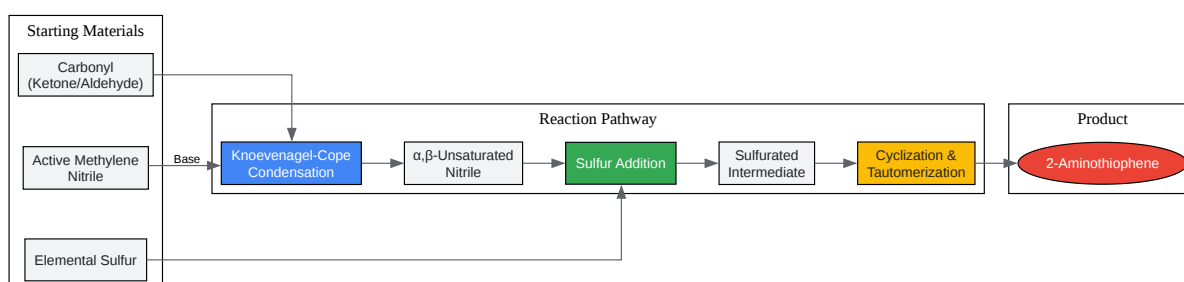 Starting Materials
Carbonyl
(Ketone/Aldehyde)
Active Methylene
Nitrile
Elemental Sulfur
Base
Reaction Pathway
Knoevenagel-Cope
Condensation
α,β-Unsaturated
Nitrile
Sulfur Addition
Sulfurated
Intermediate
Cyclization &
Tautomerization
Product
2-Aminothiophene